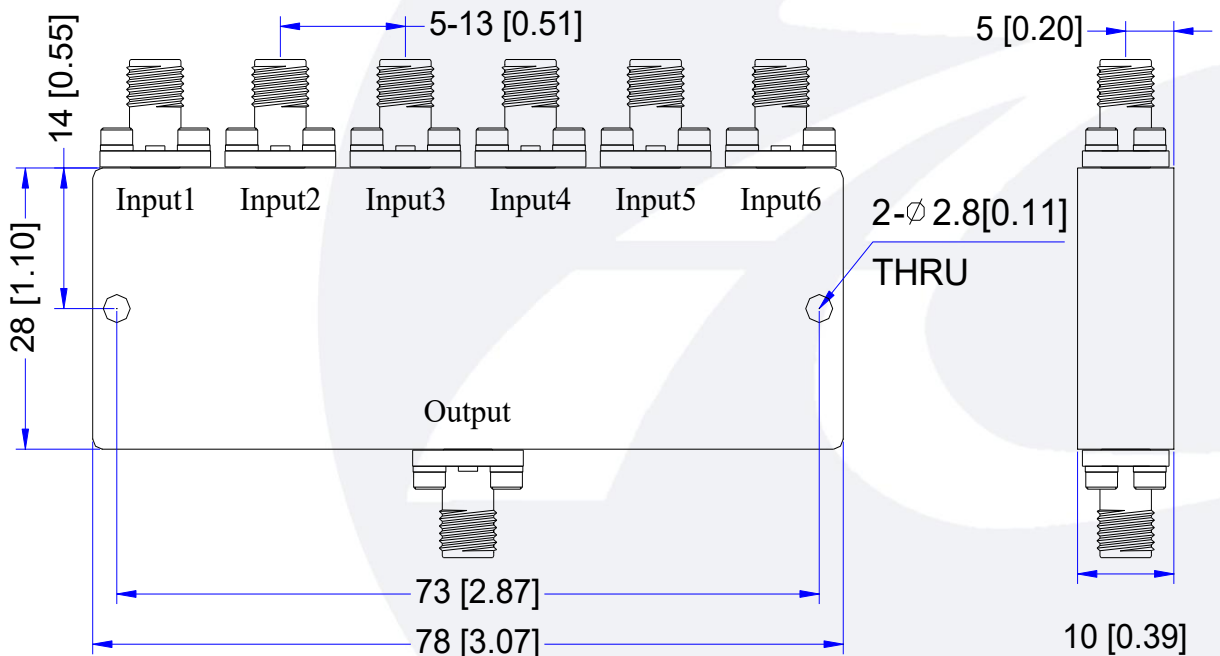 5-13 [0.51]
5 [0.20]
14 [0.55]
Input1 Input2 Input3 Input4 Input5 Input6
2-∅ 2.8[0.11]
THRU
28 [1.10]
Output
73 [2.87]
78 [3.07]
10 [0.39]